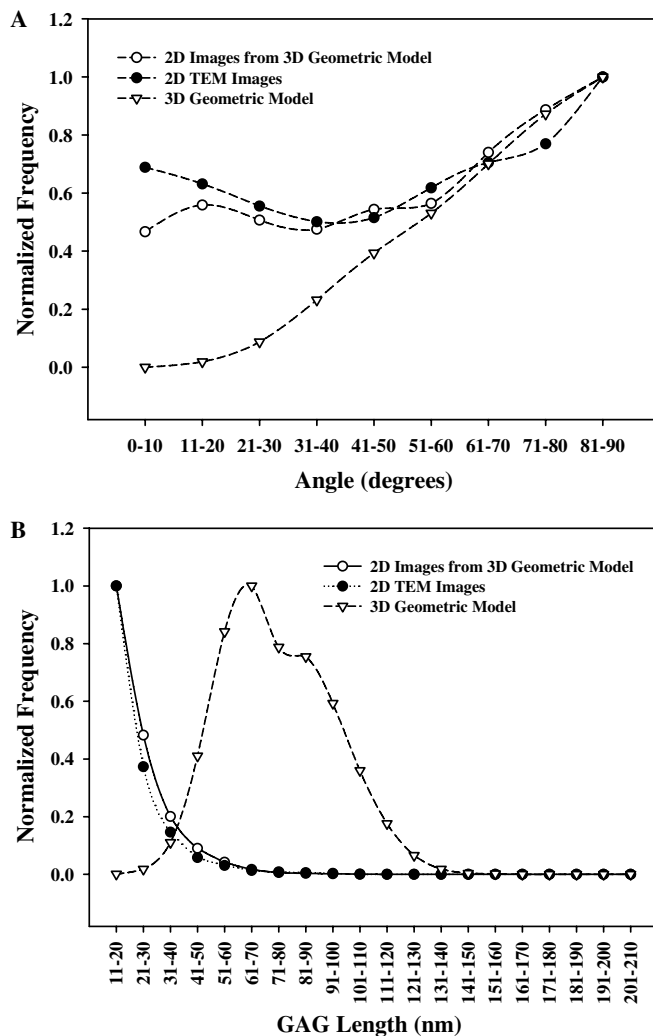 A
1.2
1.0
0.8
0.6
0.4
0.2
0.0
Normalized Frequency
2D Images from 3D Geometric Model
2D TEM Images
3D Geometric Model
0-10 11-20 21-30 31-40 41-50 51-60 61-70 71-80 81-90
Angle (degrees)
B
1.2
1.0
0.8
0.6
0.4
0.2
0.0
Normalized Frequency
2D Images from 3D Geometric Model
2D TEM Images
3D Geometric Model
11-20
21-30
31-40
41-50
51-60
61-70
71-80
81-90
91-100
101-110
111-120
121-130
131-140
141-150
151-160
161-170
171-180
181-190
191-200
201-210
GAG Length (nm)